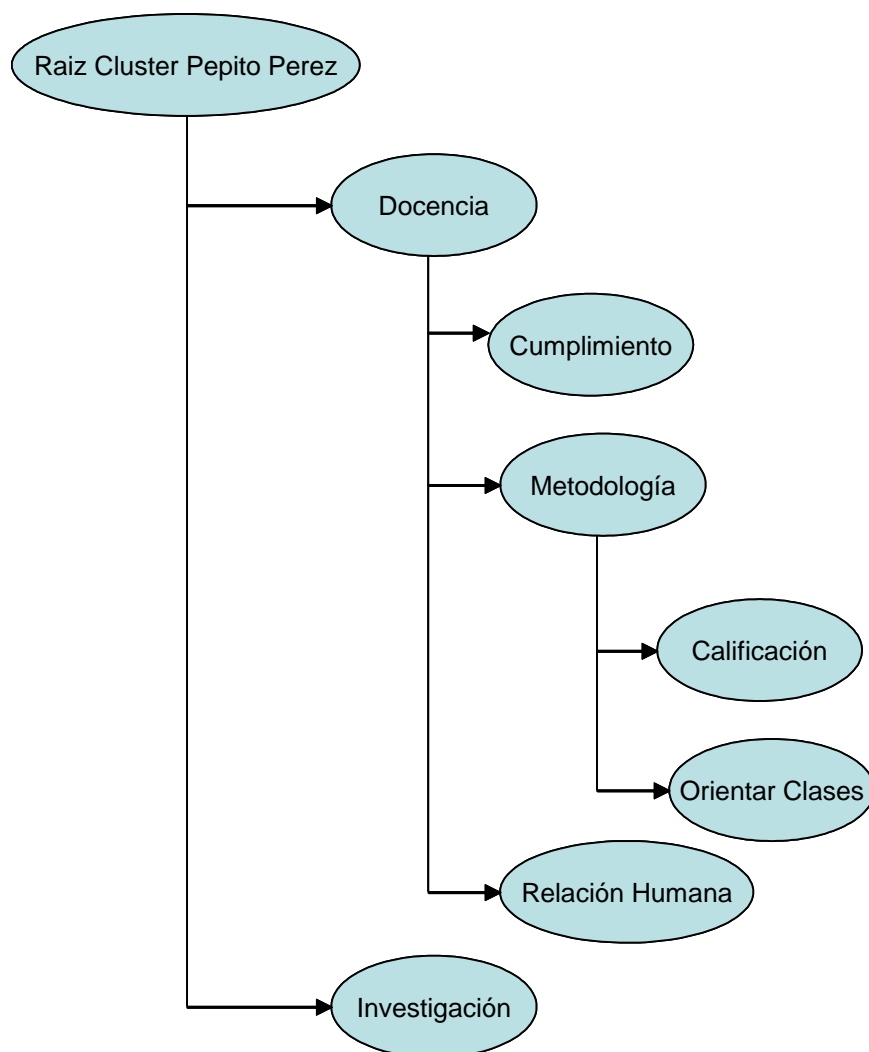 Raiz Cluster Pepito Perez
Docencia
Cumplimiento
Metodología
Calificación
Orientar Clases
Relación Humana
Investigación